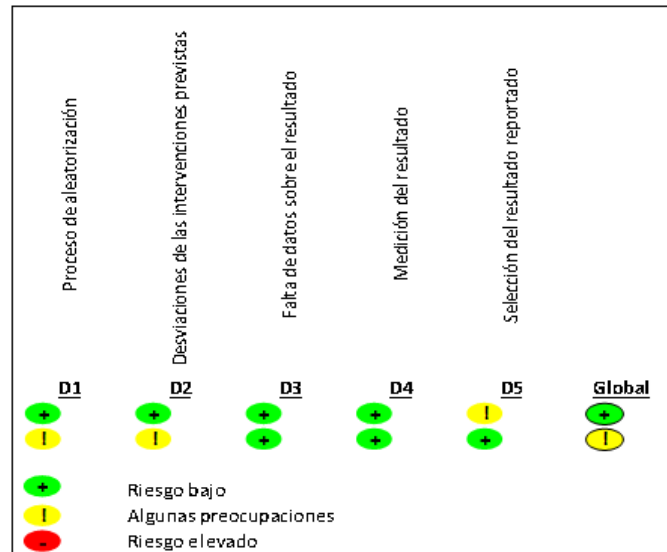 Proceso de aleatorización
Desviaciones de las intervenciones previstas
Falta de datos sobre el resultado
Medición del resultado
Selección del resultado reportado
D1 D2 D3 D4 D5 Global
+ + + + ! +
! ! + + + !
+ Riesgo bajo
! Algunas preocupaciones
- Riesgo elevado